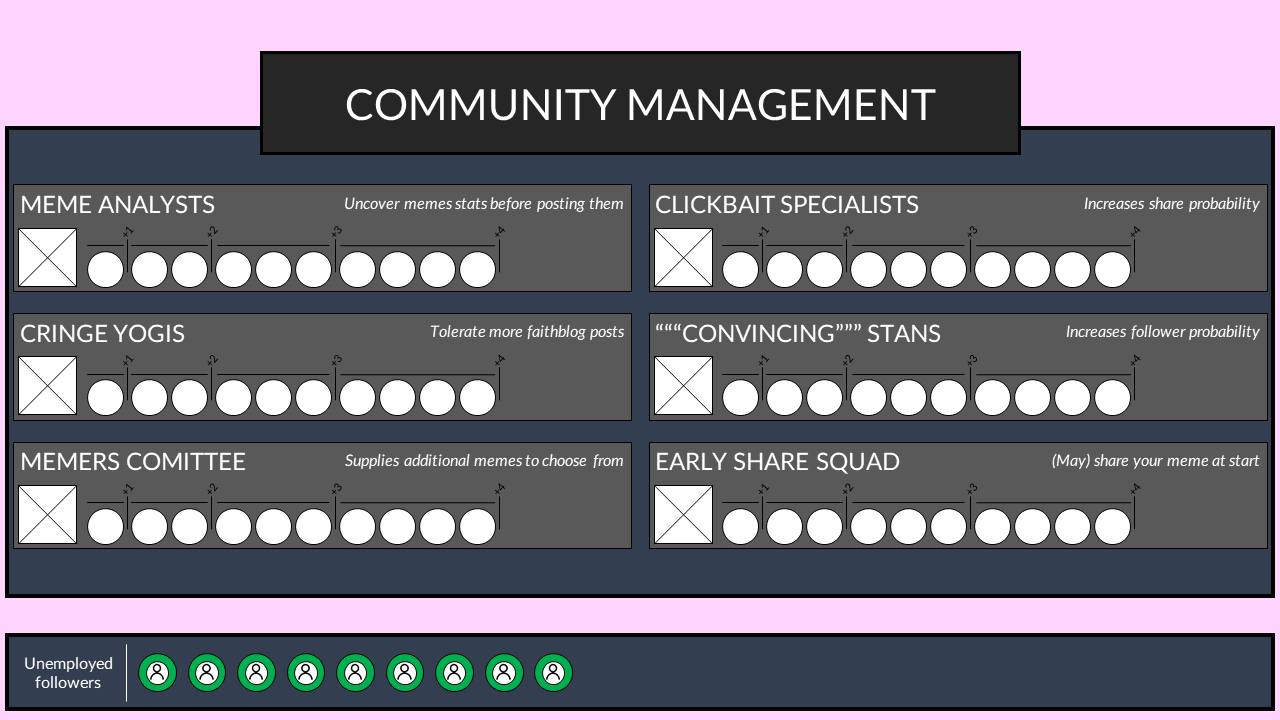 COMMUNITY MANAGEMENT
MEME ANALYSTS
Uncover memes stats before posting them
+1 +2 +3 +4
CLICKBAIT SPECIALISTS
Increases share probability
+1 +2 +3 +4
CRINGE YOGIS
Tolerate more faithblog posts
+1 +2 +3 +4
“““CONVINCING””” STANS
Increases follower probability
+1 +2 +3 +4
MEMERS COMITTEE
Supplies additional memes to choose from
+1 +2 +3 +4
EARLY SHARE SQUAD
(May) share your meme at start
+1 +2 +3 +4
Unemployed
followers